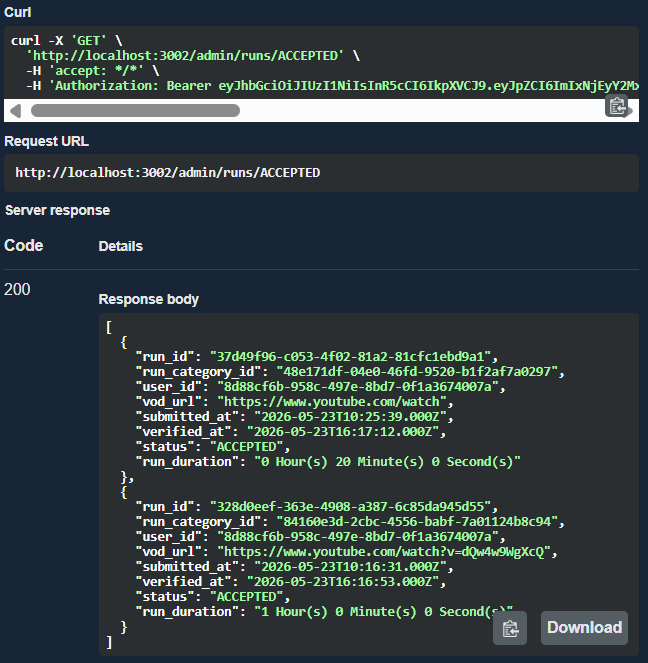 Curl
curl -X 'GET' \
'http://localhost:3002/admin/runs/ACCEPTED' \
-H 'accept: */*' \
-H 'Authorization: Bearer eyJhbGciOiJIUzI1NiIsInR5cCI6IkpXVCJ9.eyJpZCI6ImIxNjEyY2Mx
Request URL
http://localhost:3002/admin/runs/ACCEPTED
Server response
Code Details
200
Response body
[
{
"run_id": "37d49f96-c053-4f02-81a2-81cfc1ebd9a1",
"run_category_id": "48e171df-04e0-46fd-9520-b1f2af7a0297",
"user_id": "8d88cf6b-958c-497e-8bd7-0f1a3674007a",
"vod_url": "https://www.youtube.com/watch",
"submitted_at": "2026-05-23T10:25:39.000Z",
"verified_at": "2026-05-23T16:17:12.000Z",
"status": "ACCEPTED",
"run_duration": "0 Hour(s) 20 Minute(s) 0 Second(s)"
},
{
"run_id": "328d0eef-363e-4908-a387-6c85da945d55",
"run_category_id": "84160e3d-2cbc-4556-babf-7a01124b8c94",
"user_id": "8d88cf6b-958c-497e-8bd7-0f1a3674007a",
"vod_url": "https://www.youtube.com/watch?v=dQw4w9WgXcQ",
"submitted_at": "2026-05-23T10:16:31.000Z",
"verified_at": "2026-05-23T16:16:53.000Z",
"status": "ACCEPTED",
"run_duration": "1 Hour(s) 0 Minute(s) 0 Second(s)"
}
]
Download